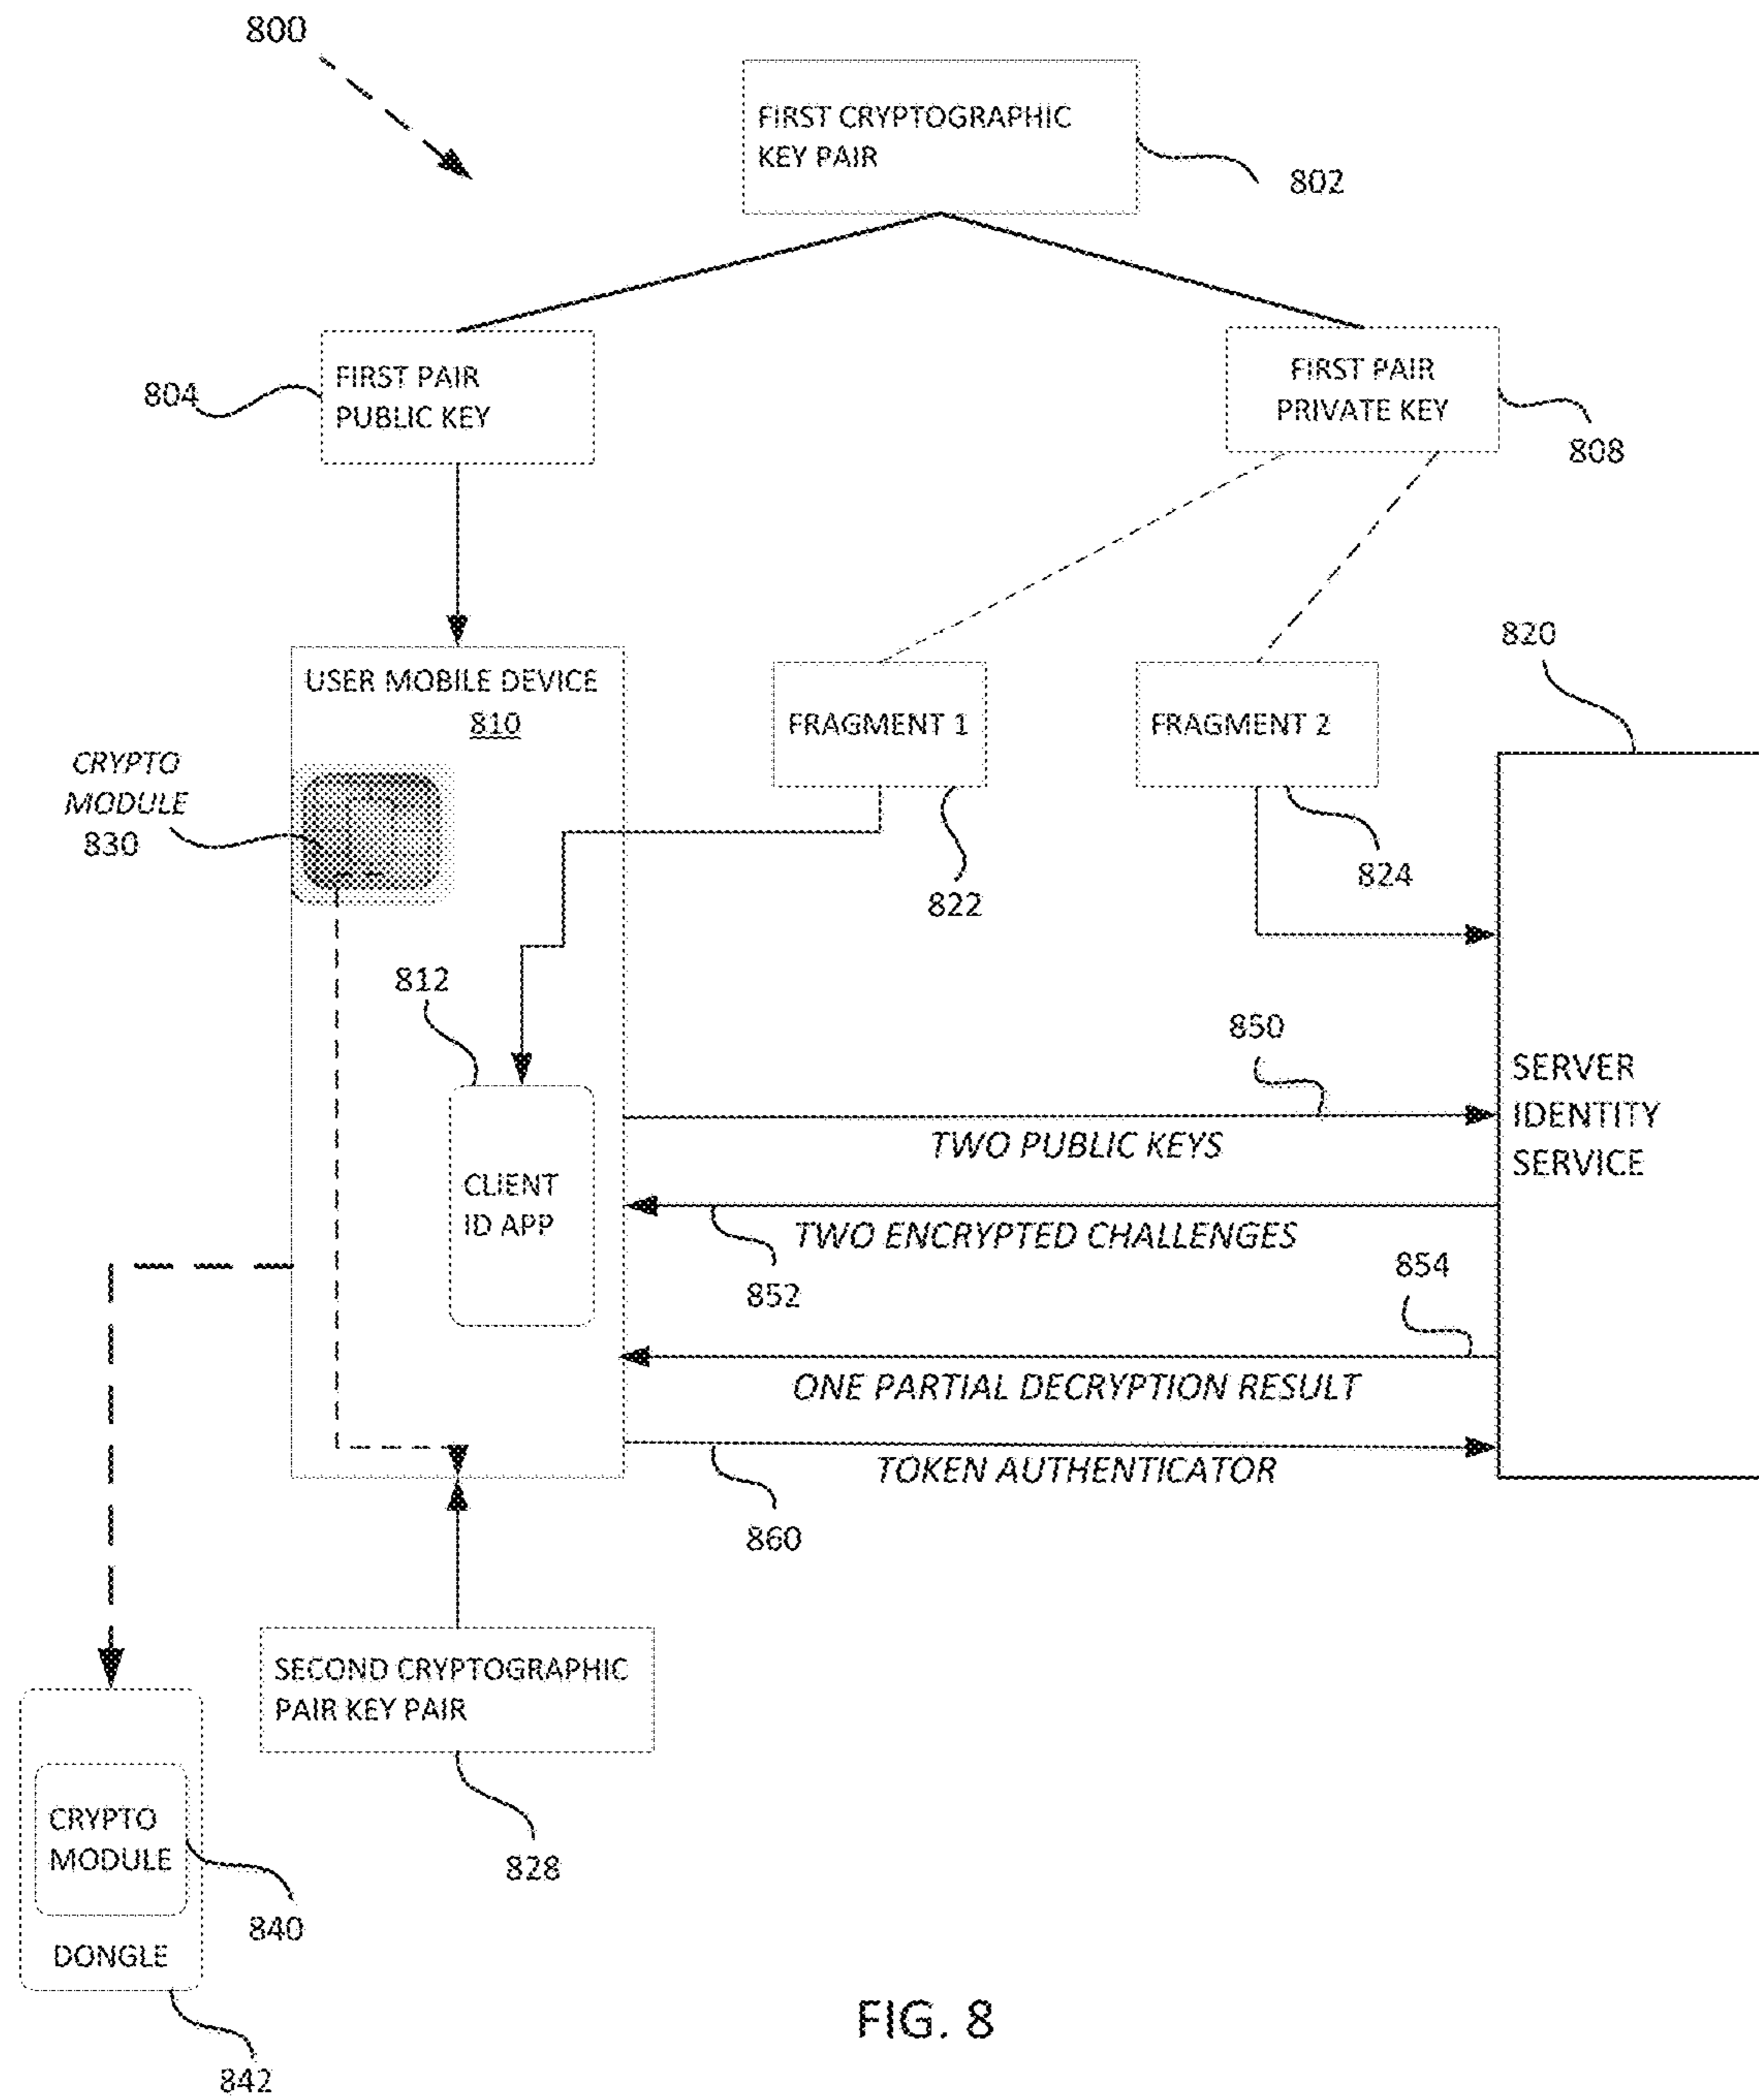 800
FIRST CRYPTOGRAPHIC
KEY PAIR
802
FIRST PAIR
PUBLIC KEY
804
FIRST PAIR
PRIVATE KEY
808
USER MOBILE DEVICE
810
FRAGMENT 1
FRAGMENT 2
820
CRYPTO
MODULE
830
822
824
812
850
SERVER
IDENTITY
SERVICE
TWO PUBLIC KEYS
CLIENT
ID APP
TWO ENCRYPTED CHALLENGES
852
854
ONE PARTIAL DECRYPTION RESULT
TOKEN AUTHENTICATOR
860
SECOND CRYPTOGRAPHIC
PAIR KEY PAIR
828
CRYPTO
MODULE
840
DONGLE
842
FIG. 8